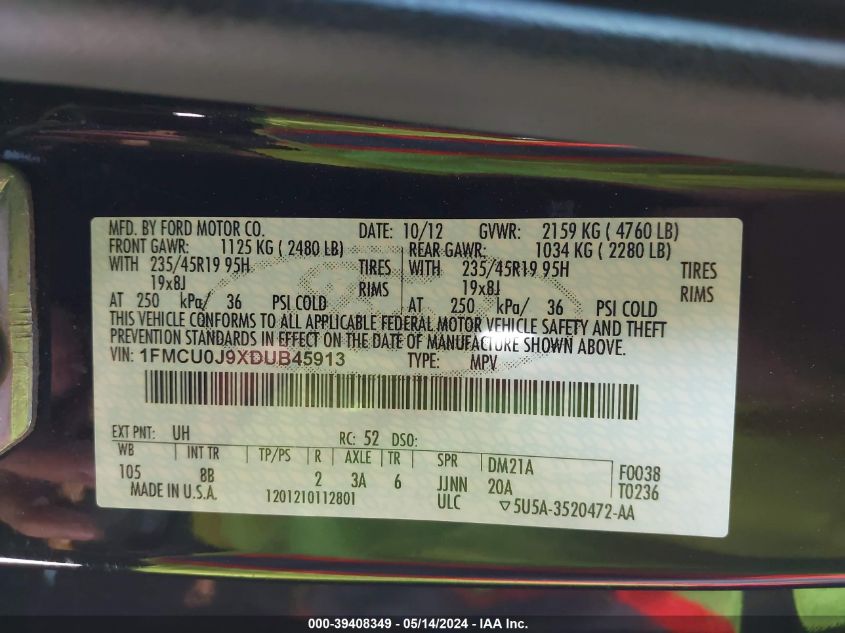 MFD. BY FORD MOTOR CO. DATE: 10/12 GVWR: 2159 KG ( 4760 LB)
FRONT GAWR: 1125 KG ( 2480 LB) REAR GAWR: 1034 KG ( 2280 LB)
WITH 235/45R19 95H TIRES WITH 235/45R19 95H TIRES
19x8J RIMS 19x8J RIMS
AT 250 kPa/ 36 PSI COLD AT 250 kPa/ 36 PSI COLD
THIS VEHICLE CONFORMS TO ALL APPLICABLE FEDERAL MOTOR VEHICLE SAFETY AND THEFT
PREVENTION STANDARDS IN EFFECT ON THE DATE OF MANUFACTURE SHOWN ABOVE.
VIN: 1FMCU0J9XDUB45913 TYPE: MPV
EXT PNT: UH RC: 52 DSO:
WB INT TR TP/PS R AXLE TR SPR DM21A F0038
105 8B 2 3A 6 JJNN 20A T0236
MADE IN U.S.A. 1201210112801 ULC ▽5U5A-3520472-AA
000-39408349 - 05/14/2024 - IAA Inc.